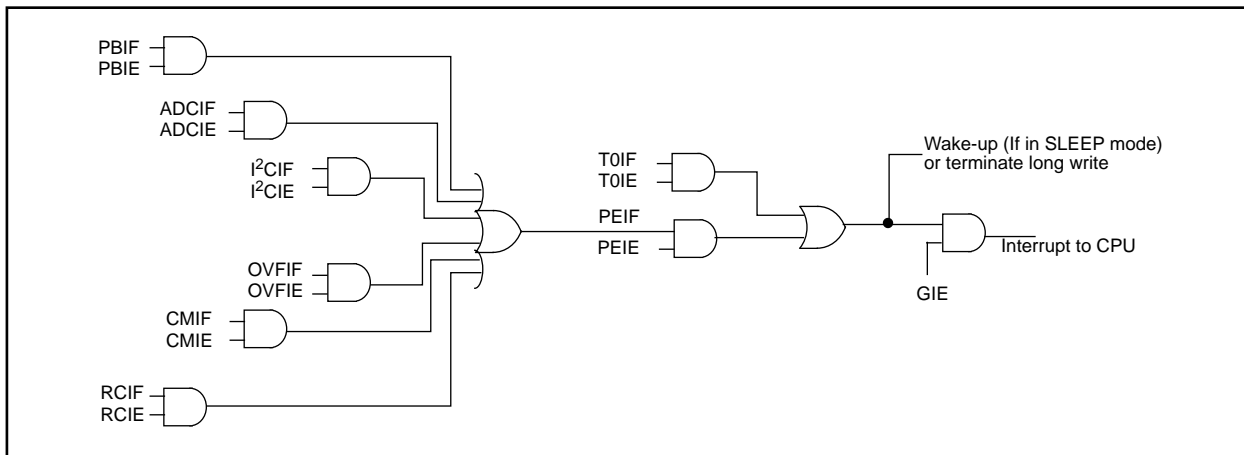 PBIF
PBIE
ADCIF
ADCIE
I²CIF
I²CIE
OVFIF
OVFIE
CMIF
CMIE
RCIF
RCIE
T0IF
T0IE
PEIF
PEIE
Wake-up (If in SLEEP mode)
or terminate long write
Interrupt to CPU
GIE